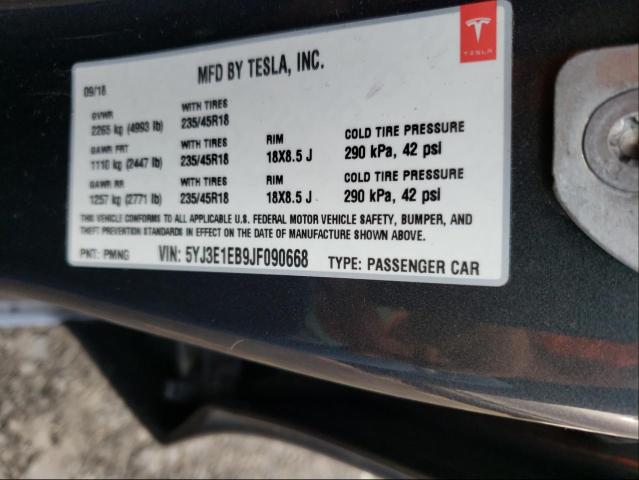 MFD BY TESLA, INC.
TESLA
09/18
GVWR WITH TIRES
2265 kg (4993 lb) 235/45R18
GAWR FRT WITH TIRES RIM COLD TIRE PRESSURE
1110 kg (2447 lb) 235/45R18 18X8.5 J 290 kPa, 42 psi
GAWR RR WITH TIRES RIM COLD TIRE PRESSURE
1257 kg (2771 lb) 235/45R18 18X8.5 J 290 kPa, 42 psi
THIS VEHICLE CONFORMS TO ALL APPLICABLE U.S. FEDERAL MOTOR VEHICLE SAFETY, BUMPER, AND
THEFT PREVENTION STANDARDS IN EFFECT ON THE DATE OF MANUFACTURE SHOWN ABOVE.
PNT: PMNG VIN: 5YJ3E1EB9JF090668 TYPE: PASSENGER CAR